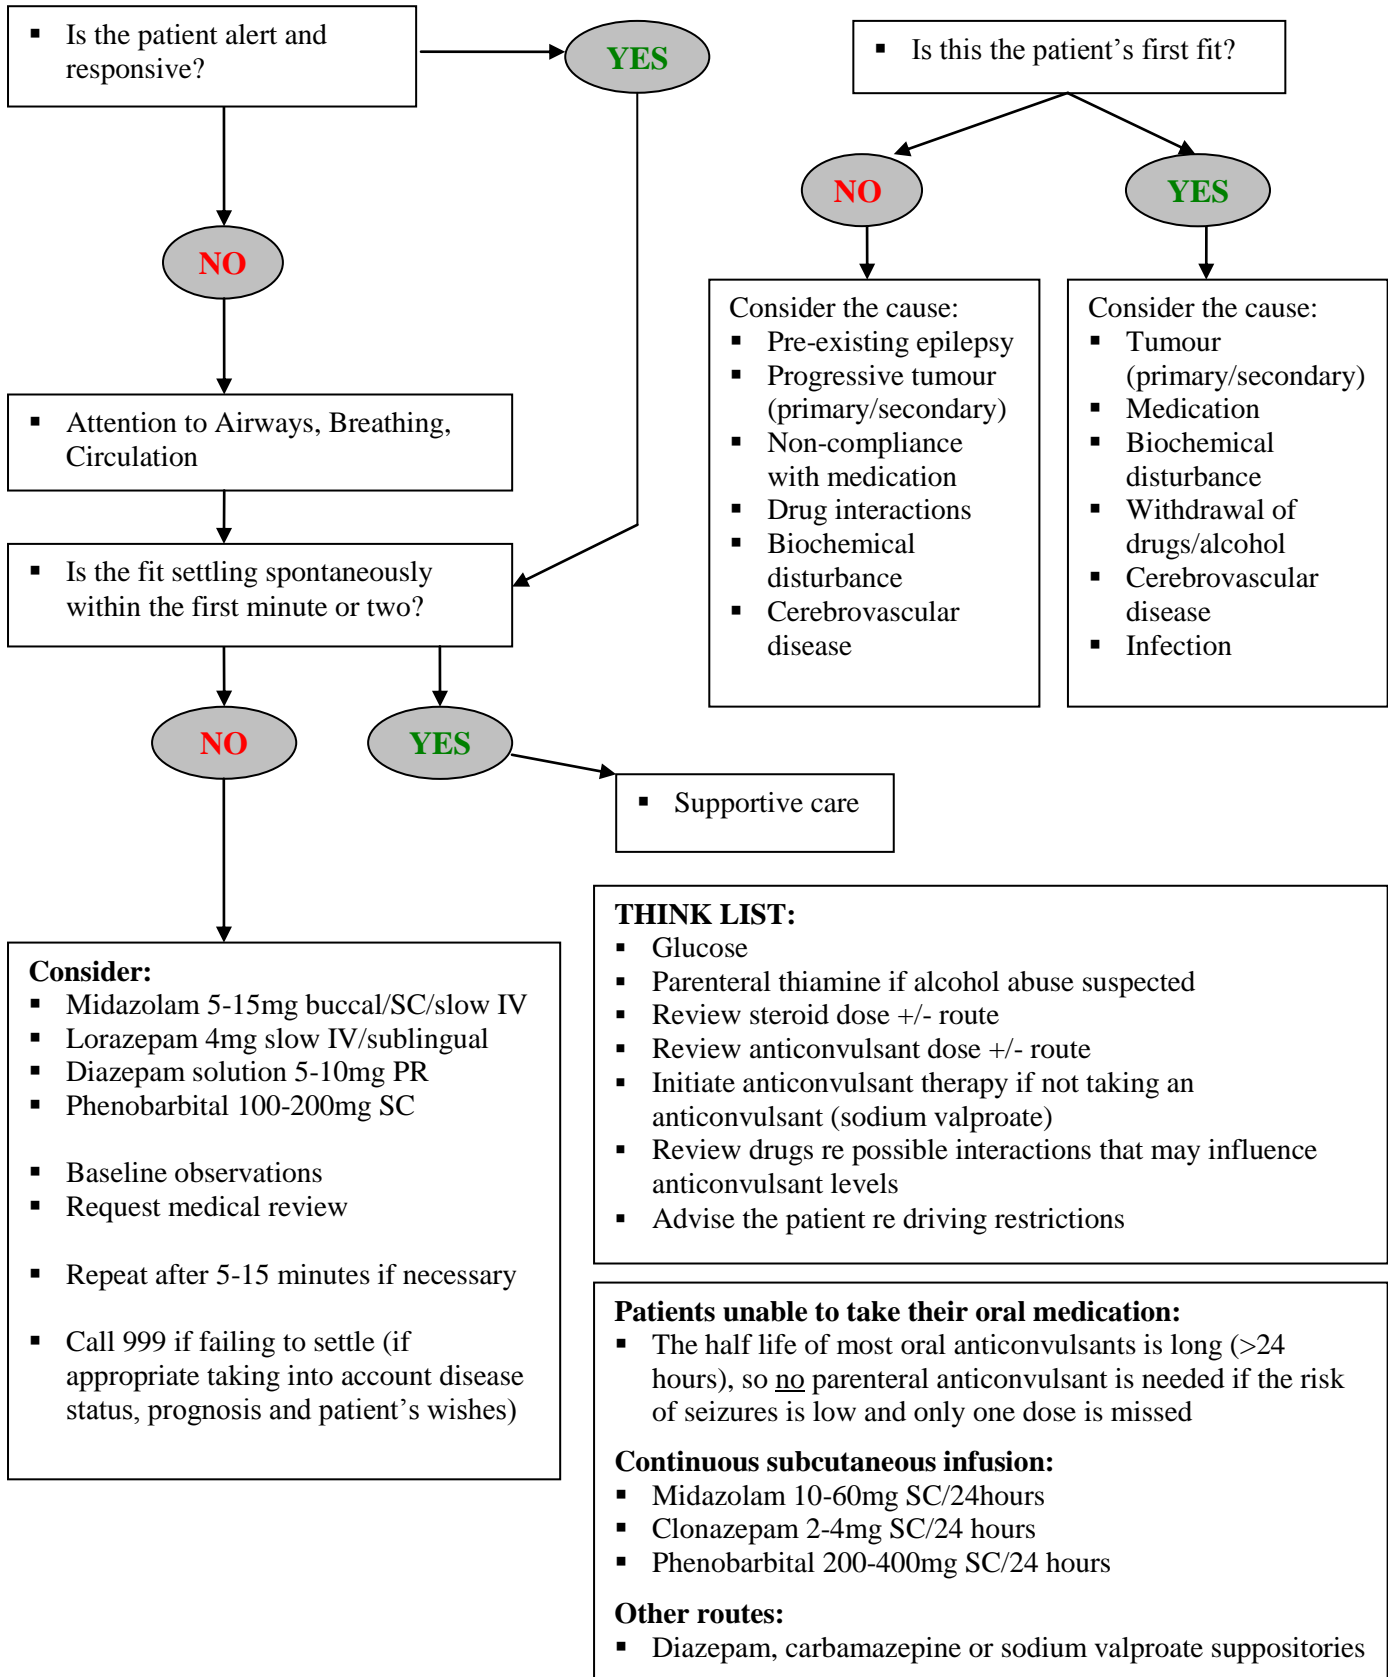 ▪ Is the patient alert and
responsive?
YES
NO
▪ Attention to Airways, Breathing,
Circulation
▪ Is the fit settling spontaneously
within the first minute or two?
NO
YES
▪ Supportive care
Consider:
▪ Midazolam 5-15mg buccal/SC/slow IV
▪ Lorazepam 4mg slow IV/sublingual
▪ Diazepam solution 5-10mg PR
▪ Phenobarbital 100-200mg SC
▪ Baseline observations
▪ Request medical review
▪ Repeat after 5-15 minutes if necessary
▪ Call 999 if failing to settle (if
appropriate taking into account disease
status, prognosis and patient’s wishes)
▪ Is this the patient’s first fit?
NO
YES
Consider the cause:
▪ Pre-existing epilepsy
▪ Progressive tumour
(primary/secondary)
▪ Non-compliance
with medication
▪ Drug interactions
▪ Biochemical
disturbance
▪ Cerebrovascular
disease
Consider the cause:
▪ Tumour
(primary/secondary)
▪ Medication
▪ Biochemical
disturbance
▪ Withdrawal of
drugs/alcohol
▪ Cerebrovascular
disease
▪ Infection
THINK LIST:
▪ Glucose
▪ Parenteral thiamine if alcohol abuse suspected
▪ Review steroid dose +/- route
▪ Review anticonvulsant dose +/- route
▪ Initiate anticonvulsant therapy if not taking an
anticonvulsant (sodium valproate)
▪ Review drugs re possible interactions that may influence
anticonvulsant levels
▪ Advise the patient re driving restrictions
Patients unable to take their oral medication:
▪ The half life of most oral anticonvulsants is long (>24
hours), so no parenteral anticonvulsant is needed if the risk
of seizures is low and only one dose is missed
Continuous subcutaneous infusion:
▪ Midazolam 10-60mg SC/24hours
▪ Clonazepam 2-4mg SC/24 hours
▪ Phenobarbital 200-400mg SC/24 hours
Other routes:
▪ Diazepam, carbamazepine or sodium valproate suppositories